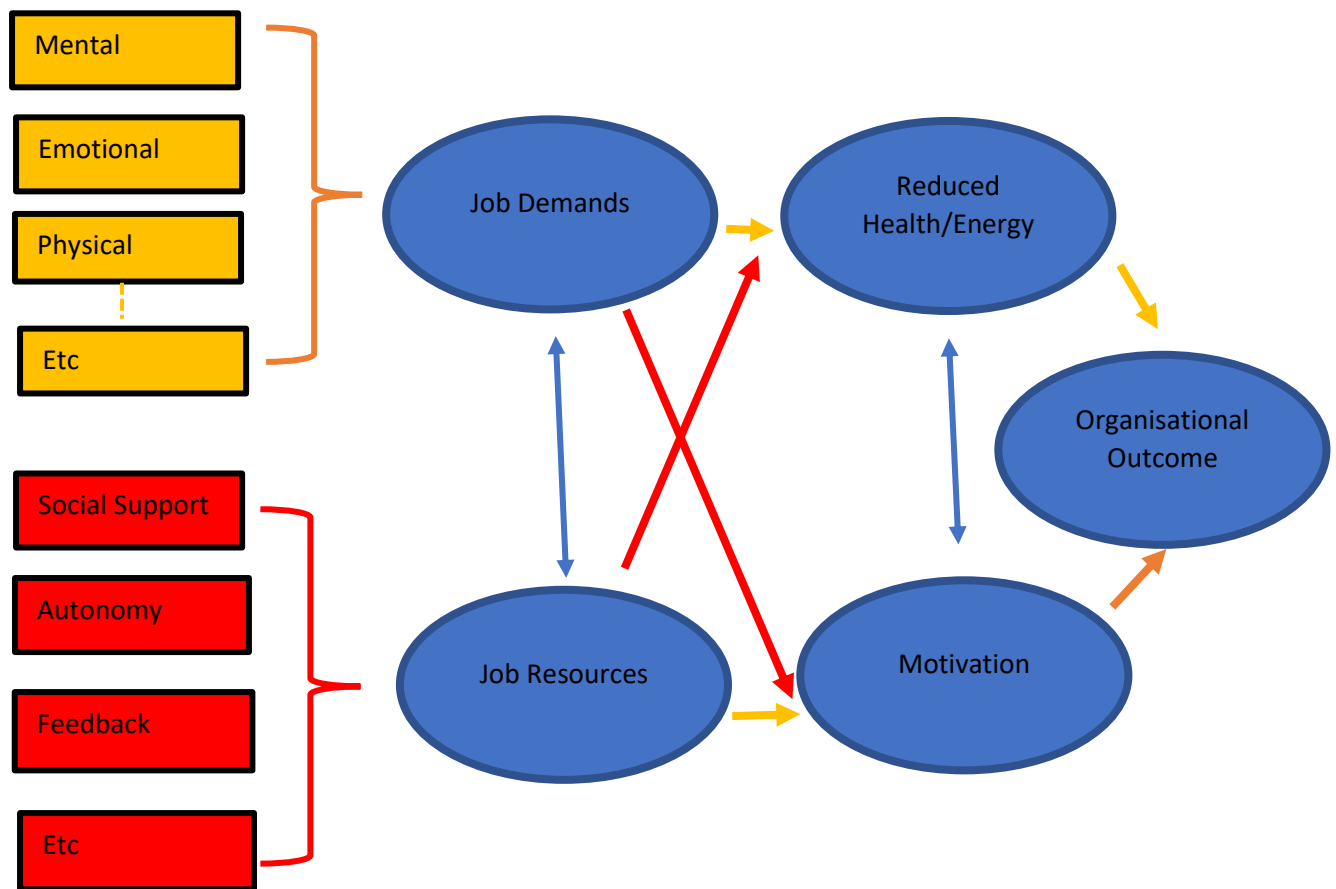 Mental
Emotional
Physical
Etc
Social Support
Autonomy
Feedback
Etc
Job Demands
Job Resources
Reduced
Health/Energy
Motivation
Organisational
Outcome